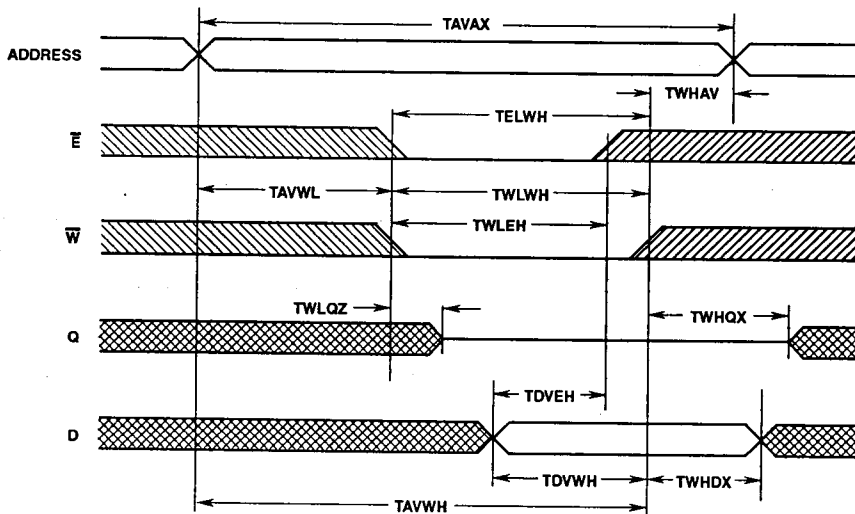 TAVAX
ADDRESS
TWHAV
TELWH
E̅
TAVWL
TWLWH
TWLEH
W̅
TWLQZ
TWHQX
Q
TDVEH
D
TDVWH
TWHDX
TAVWH